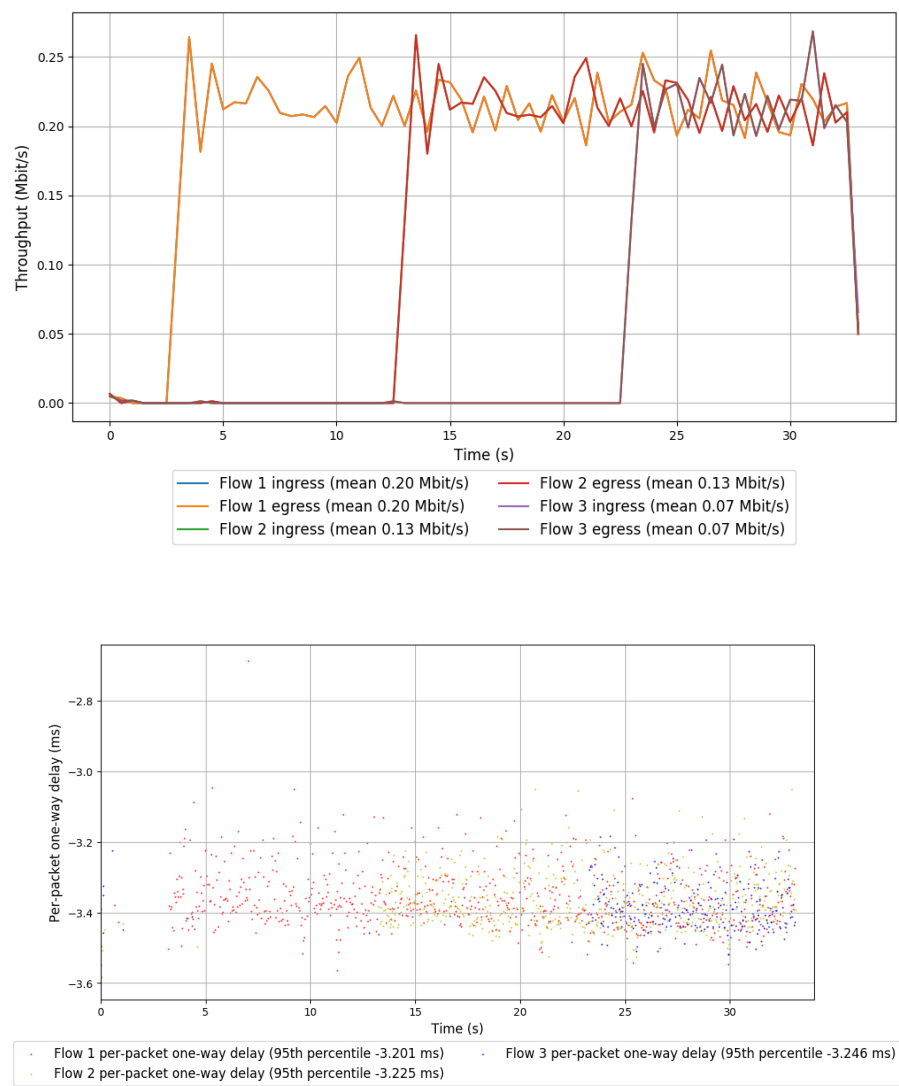 0.25
0.20
0.15
0.10
0.05
0.00
Throughput (Mbit/s)
0 5 10 15 20 25 30
Time (s)
Flow 1 ingress (mean 0.20 Mbit/s)
Flow 1 egress (mean 0.20 Mbit/s)
Flow 2 ingress (mean 0.13 Mbit/s)
Flow 2 egress (mean 0.13 Mbit/s)
Flow 3 ingress (mean 0.07 Mbit/s)
Flow 3 egress (mean 0.07 Mbit/s)
−2.8
−3.0
−3.2
−3.4
−3.6
Per-packet one-way delay (ms)
0 5 10 15 20 25 30
Time (s)
Flow 1 per-packet one-way delay (95th percentile -3.201 ms)
Flow 2 per-packet one-way delay (95th percentile -3.225 ms)
Flow 3 per-packet one-way delay (95th percentile -3.246 ms)